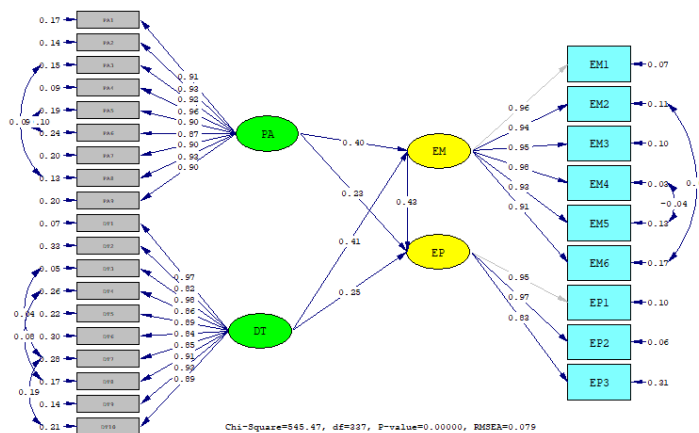 0.17 PA1
0.14 PA2
0.15 PA3
0.09 PA4
0.19 PA5
0.24 PA6
0.20 PA7
0.13 PA8
0.20 PA9
0.07 DT1
0.33 DT2
0.05 DT3
0.26 DT4
0.22 DT5
0.30 DT6
0.28 DT7
0.17 DT8
0.14 DT9
0.21 DT10
0.04
0.08
0.19
0.91
0.93
0.92
0.96
0.90
0.87
0.90
0.93
0.90
0.97
0.82
0.98
0.86
0.89
0.84
0.85
0.91
0.93
0.89
PA
DT
0.40
0.23
0.41
0.43
0.25
EM
EP
0.96
0.94
0.95
0.98
0.93
0.91
0.95
0.97
0.83
EM1 0.07
EM2 0.11
EM3 0.10
EM4 0.03
-0.04
EM5 0.13
EM6 0.17
EP1 0.10
EP2 0.06
EP3 0.31
Chi-Square=545.47, df=337, P-value=0.00000, RMSEA=0.079